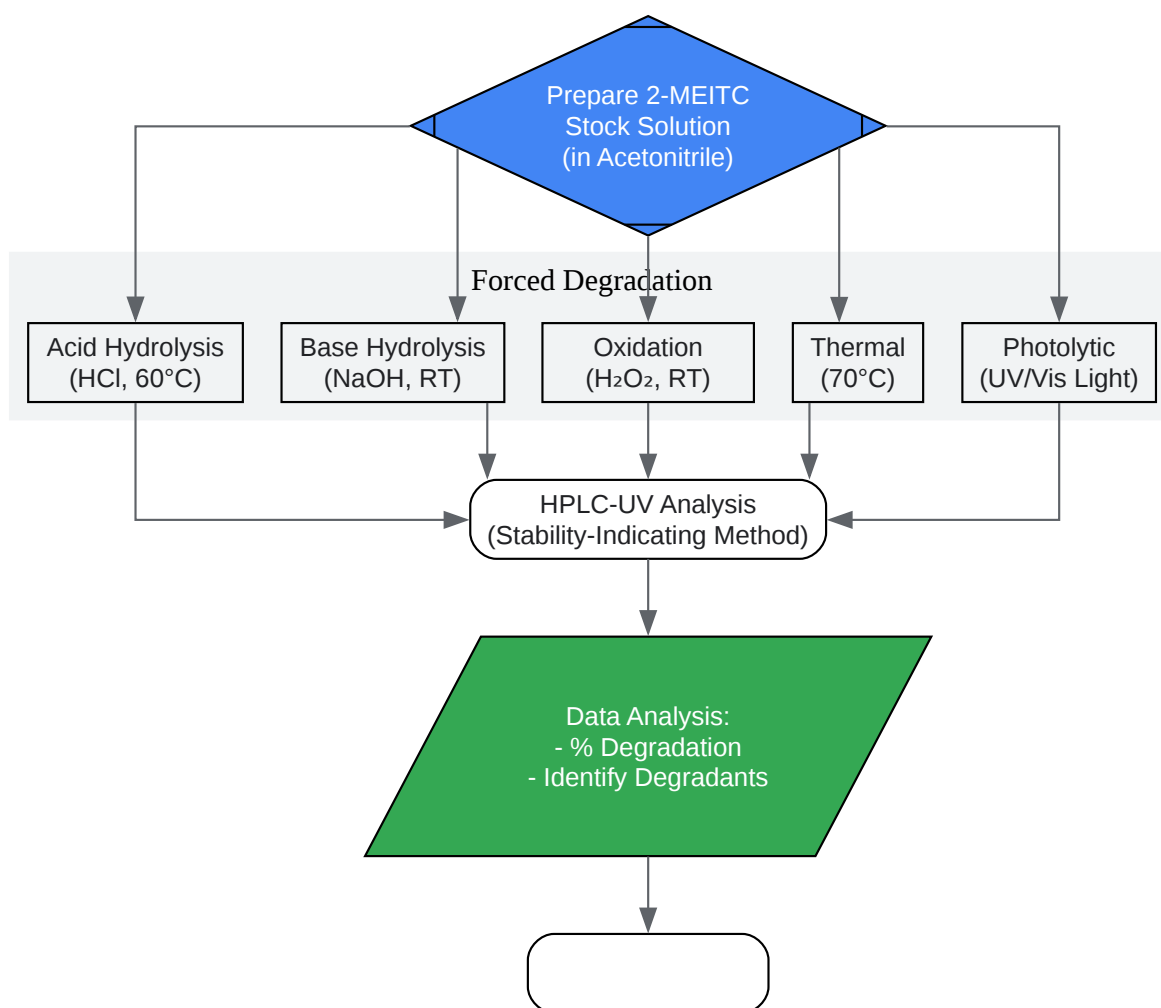 Prepare 2-MEITC
Stock Solution
(in Acetonitrile)
Forced Degradation
Acid Hydrolysis
(HCl, 60°C)
Base Hydrolysis
(NaOH, RT)
Oxidation
(H₂O₂, RT)
Thermal
(70°C)
Photolytic
(UV/Vis Light)
HPLC-UV Analysis
(Stability-Indicating Method)
Data Analysis:
- % Degradation
- Identify Degradants